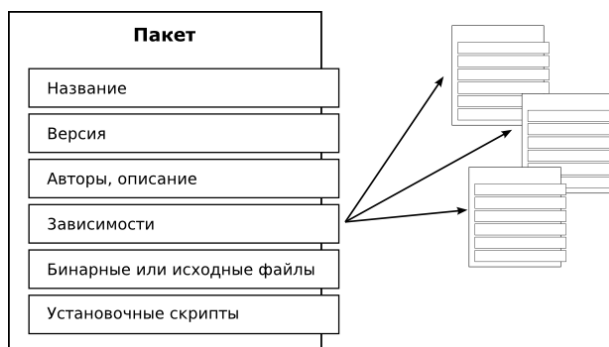 Пакет
Название
Версия
Авторы, описание
Зависимости
Бинарные или исходные файлы
Установочные скрипты